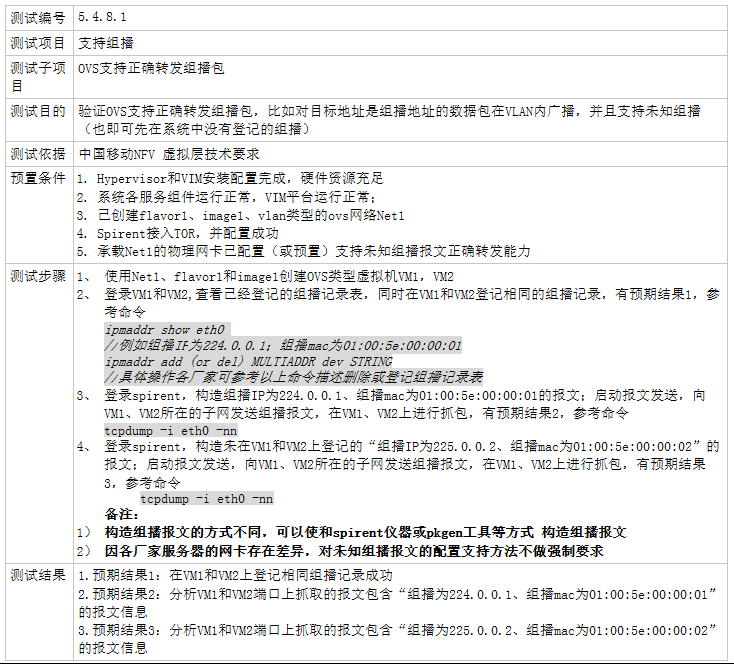 测试编号 5.4.8.1
测试项目 支持组播
测试子项
目 OVS支持正确转发组播包
测试目的 验证OVS支持正确转发组播包，比如对目标地址是组播地址的数据包在VLAN内广播，并且支持未知组播
（也即可先在系统中没有登记的组播）
测试依据 中国移动NFV 虚拟层技术要求
预置条件 1. Hypervisor和VIM安装配置完成，硬件资源充足
2. 系统各服务组件运行正常，VIM平台运行正常；
3. 已创建flavor1、image1、vlan类型的ovs网络Net1
4. Spirent接入TOR，并配置成功
5. 承载Net1的物理网卡已配置（或预置）支持未知组播报文正确转发能力
测试步骤 1、 使用Net1、flavor1和image1创建OVS类型虚拟机VM1，VM2
2、 登录VM1和VM2,查看已经登记的组播记录表，同时在VM1和VM2登记相同的组播记录，有预期结果1，参
考命令
ipmaddr show eth0
//例如组播IP为224.0.0.1；组播mac为01:00:5e:00:00:01
ipmaddr add (or del) MULTIADDR dev STRING
//具体操作各厂家可参考以上命令描述删除或登记组播记录表
3、 登录spirent，构造组播IP为224.0.0.1、组播mac为01:00:5e:00:00:01的报文；启动报文发送，向
VM1、VM2所在的子网发送组播报文，在VM1、VM2上进行抓包，有预期结果2，参考命令
tcpdump -i eth0 -nn
4、 登录spirent，构造未在VM1和VM2上登记的“组播IP为225.0.0.2、组播mac为01:00:5e:00:00:02”的
报文；启动报文发送，向VM1、VM2所在的子网发送组播报文，在VM1、VM2上进行抓包，有预期结果
3，参考命令
tcpdump -i eth0 -nn
备注：
1） 构造组播报文的方式不同，可以使和spirent仪器或pkgen工具等方式 构造组播报文
2） 因各厂家服务器的网卡存在差异，对未知组播报文的配置支持方法不做强制要求
测试结果 1.预期结果1：在VM1和VM2上登记相同组播记录成功
2.预期结果2：分析VM1和VM2端口上抓取的报文包含“组播为224.0.0.1、组播mac为01:00:5e:00:00:01”
的报文信息
3.预期结果3：分析VM1和VM2端口上抓取的报文包含“组播为225.0.0.2、组播mac为01:00:5e:00:00:02”
的报文信息